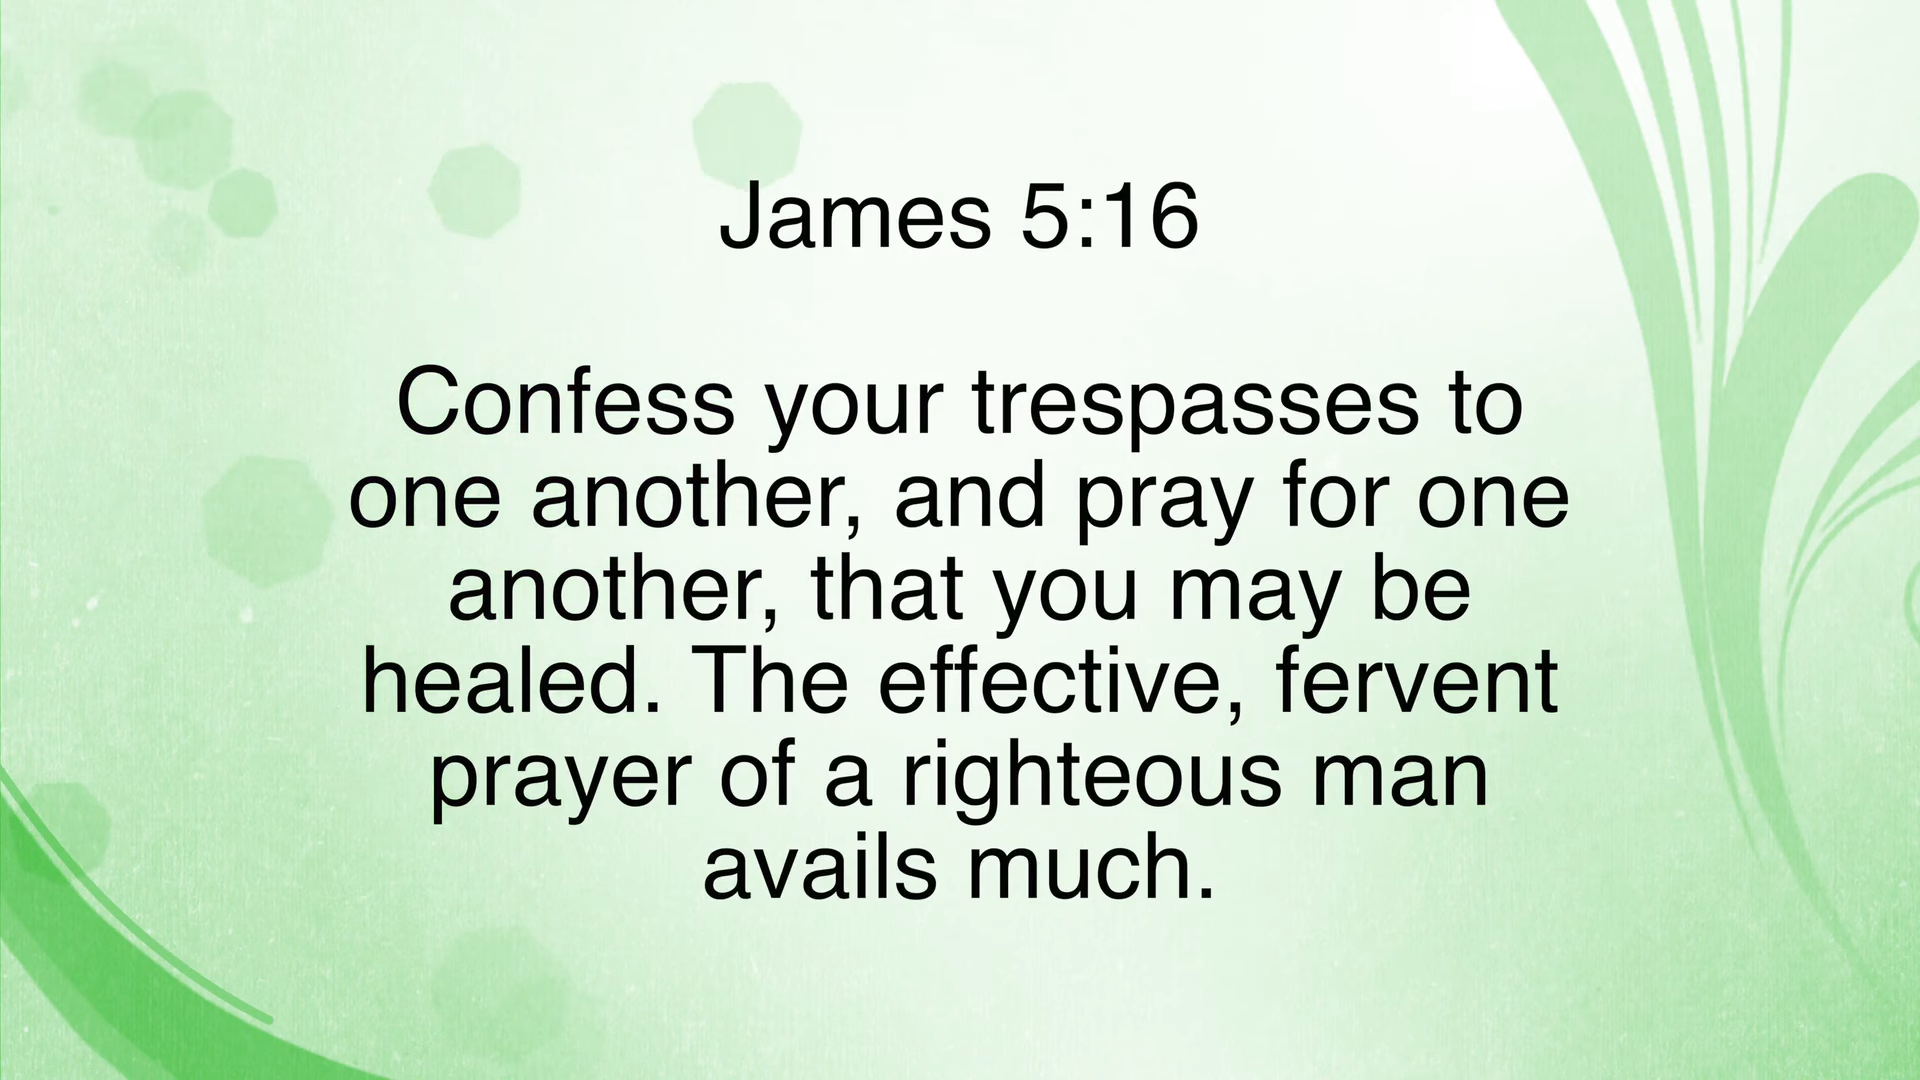 James 5:16
Confess your trespasses to
one another, and pray for one
another, that you may be
healed. The effective, fervent
prayer of a righteous man
avails much.